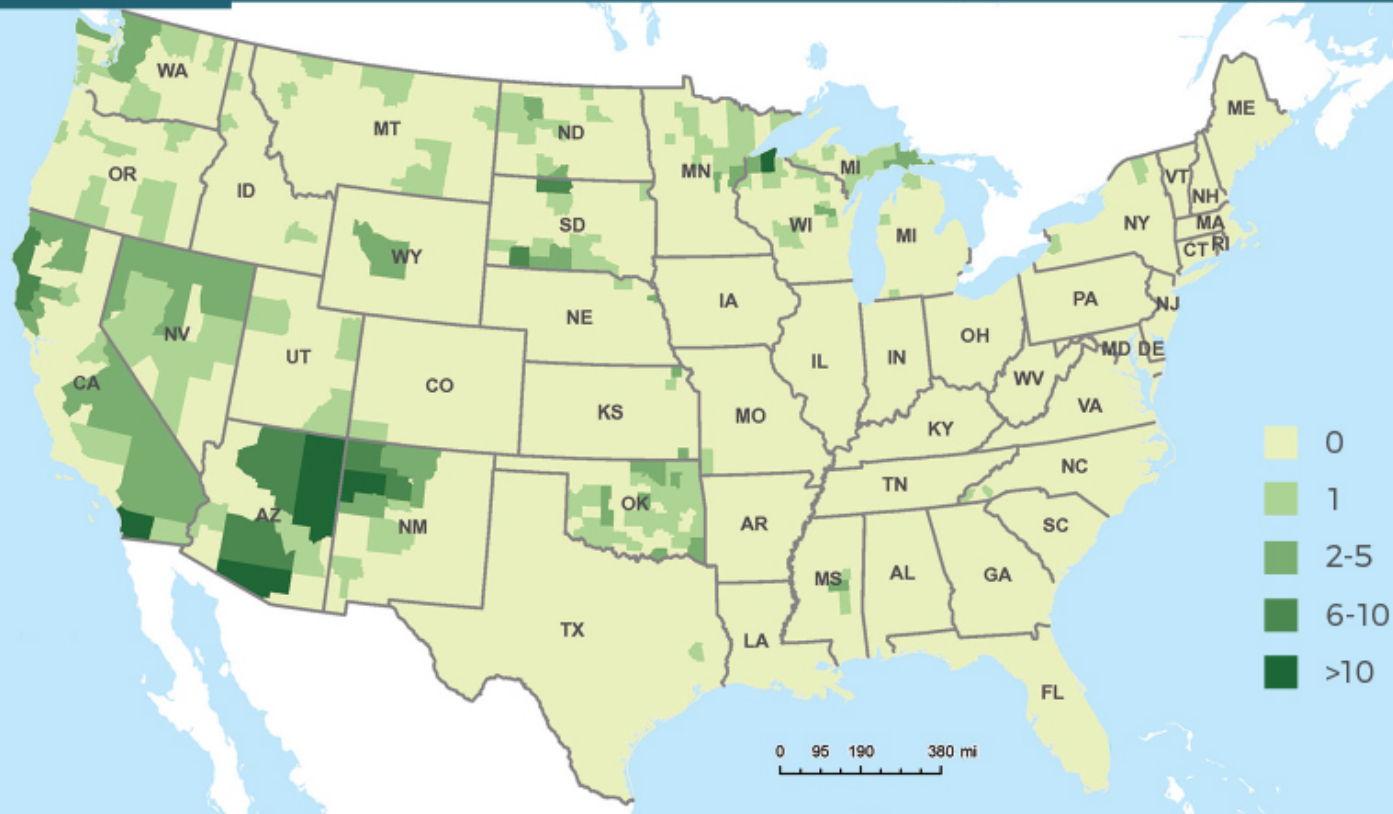 WA
ME
MT
ND
MN
MI
OR
ID
VT
NH
SD
WI
MI
NY
MA
CT
RI
WY
IA
PA
NJ
NE
NV
UT
IL
IN
OH
MD
DE
CA
CO
WV
KS
MO
KY
VA
0
TN
NC
1
AZ
NM
OK
AR
SC
2-5
MS
AL
GA
6-10
TX
LA
>10
FL
0 95 190 380 mi